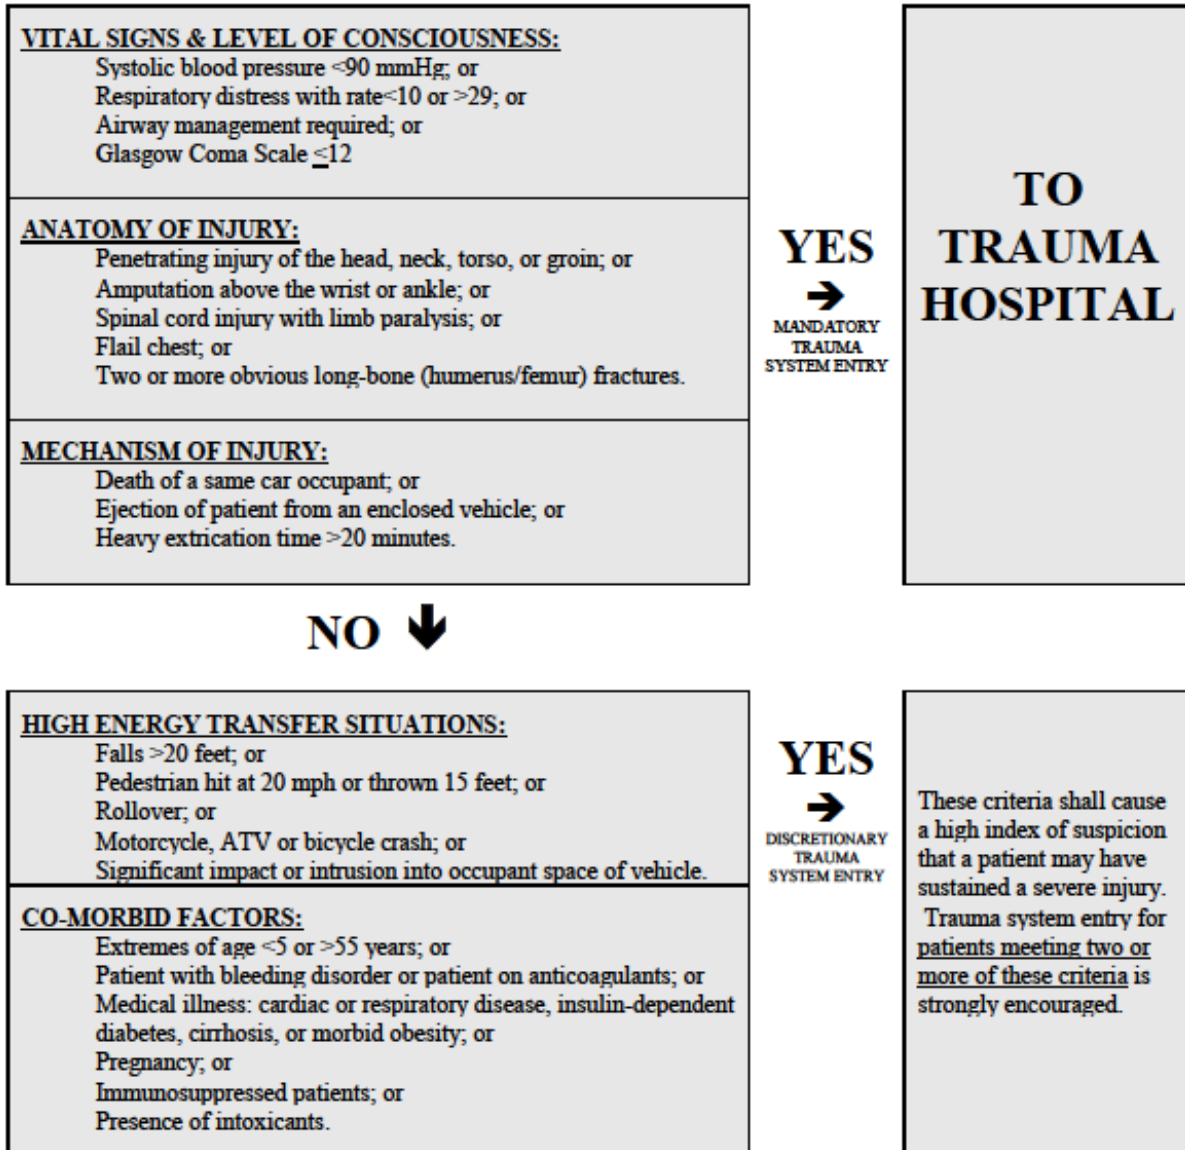 VITAL SIGNS & LEVEL OF CONSCIOUSNESS:
Systolic blood pressure <90 mmHg; or
Respiratory distress with rate<10 or >29; or
Airway management required; or
Glasgow Coma Scale <12
ANATOMY OF INJURY:
Penetrating injury of the head, neck, torso, or groin; or
Amputation above the wrist or ankle; or
Spinal cord injury with limb paralysis; or
Flail chest; or
Two or more obvious long-bone (humerus/femur) fractures.
MECHANISM OF INJURY:
Death of a same car occupant; or
Ejection of patient from an enclosed vehicle; or
Heavy extrication time >20 minutes.
YES
➔
MANDATORY
TRAUMA
SYSTEM ENTRY
TO
TRAUMA
HOSPITAL
NO 🡫
HIGH ENERGY TRANSFER SITUATIONS:
Falls >20 feet; or
Pedestrian hit at 20 mph or thrown 15 feet; or
Rollover; or
Motorcycle, ATV or bicycle crash; or
Significant impact or intrusion into occupant space of vehicle.
CO-MORBID FACTORS:
Extremes of age <5 or >55 years; or
Patient with bleeding disorder or patient on anticoagulants; or
Medical illness: cardiac or respiratory disease, insulin-dependent
diabetes, cirrhosis, or morbid obesity; or
Pregnancy; or
Immunosuppressed patients; or
Presence of intoxicants.
YES
➔
DISCRETIONARY
TRAUMA
SYSTEM ENTRY
These criteria shall cause
a high index of suspicion
that a patient may have
sustained a severe injury.
Trauma system entry for
patients meeting two or
more of these criteria is
strongly encouraged.